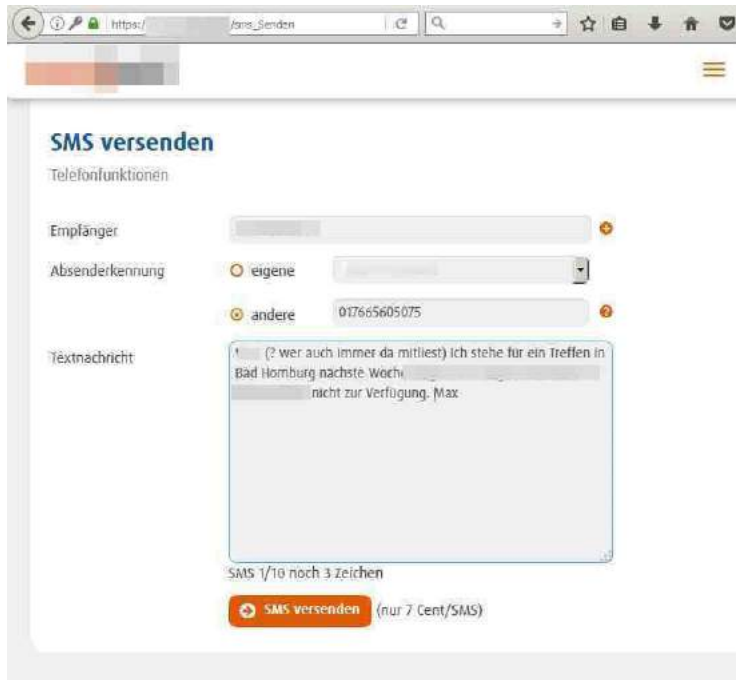 https:/ /sms_Senden
SMS versenden
Telefonfunktionen
Empfänger
Absenderkennung
eigene
andere
017665605075
Textnachricht
(? wer auch immer da mitliest) Ich stehe für ein Treffen in
Bad Homburg nächste Woche
nicht zur Verfügung. Max
SMS 1/10 noch 3 Zeichen
SMS versenden (nur 7 Cent/SMS)